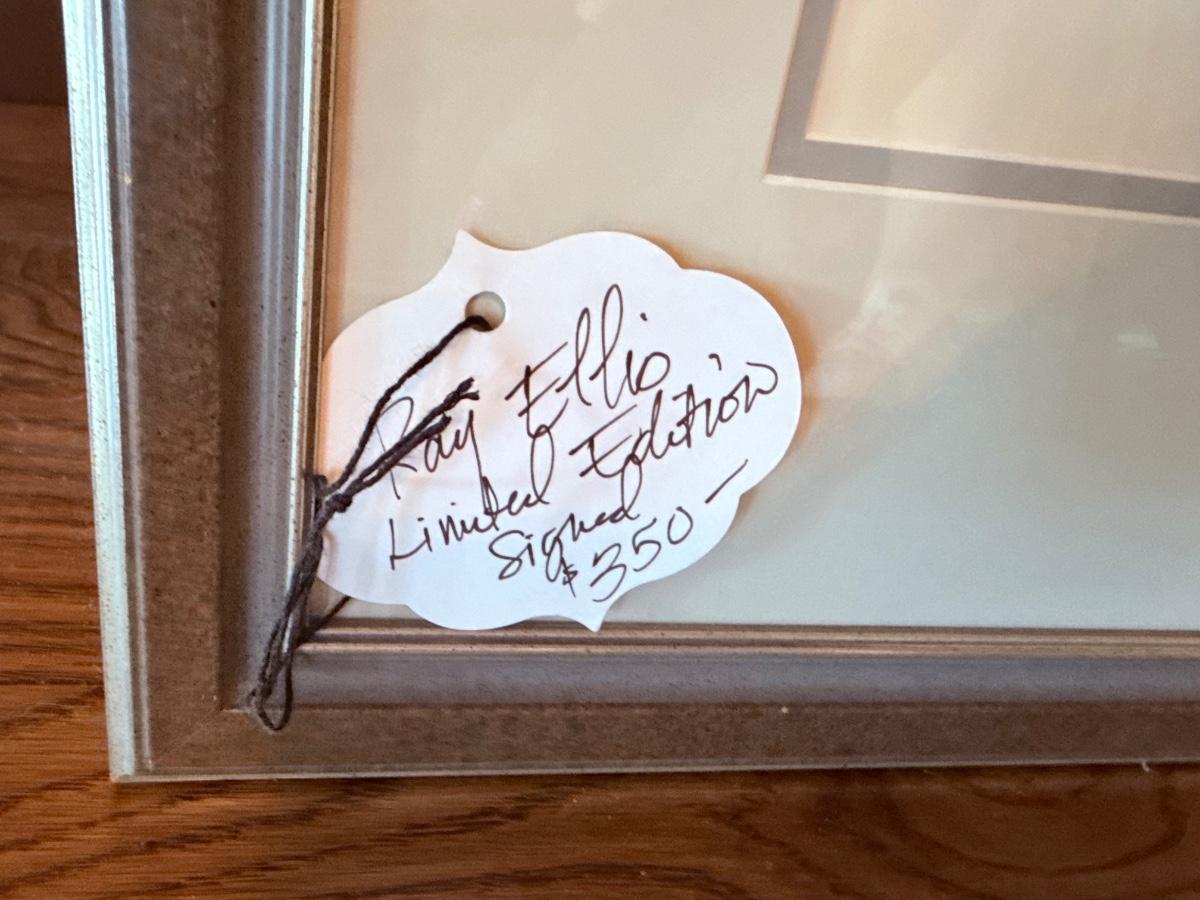 Ray Ellis
Limited Edition
Signed
$350 —